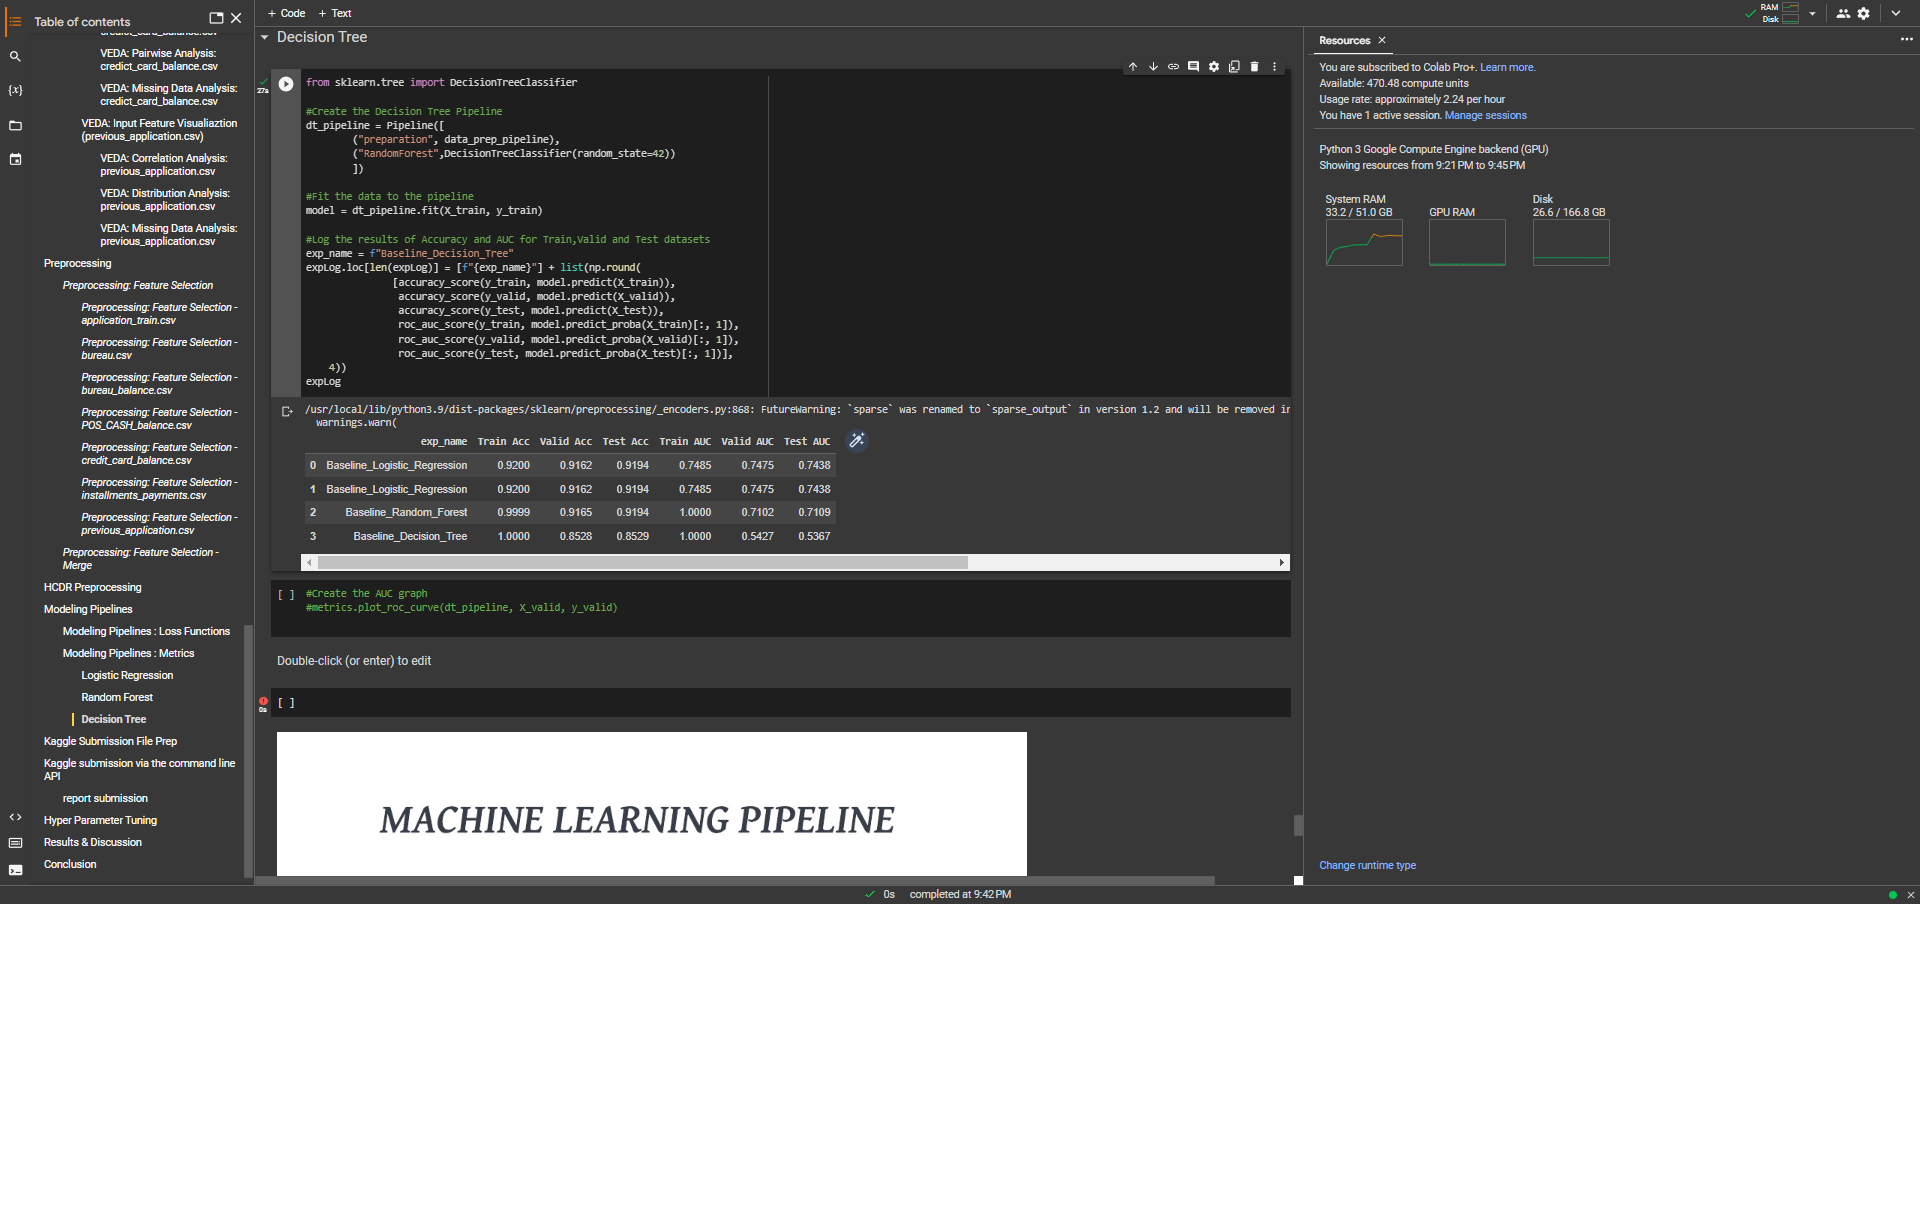 Table of contents
VEDA: Pairwise Analysis:
credict_card_balance.csv
VEDA: Missing Data Analysis:
credict_card_balance.csv
VEDA: Input Feature Visualiaztion
(previous_application.csv)
VEDA: Correlation Analysis:
previous_application.csv
VEDA: Distribution Analysis:
previous_application.csv
VEDA: Missing Data Analysis:
previous_application.csv
Preprocessing
Preprocessing: Feature Selection
Preprocessing: Feature Selection -
application_train.csv
Preprocessing: Feature Selection -
bureau.csv
Preprocessing: Feature Selection -
bureau_balance.csv
Preprocessing: Feature Selection -
POS_CASH_balance.csv
Preprocessing: Feature Selection -
credit_card_balance.csv
Preprocessing: Feature Selection -
installments_payments.csv
Preprocessing: Feature Selection -
previous_application.csv
Preprocessing: Feature Selection -
Merge
HCDR Preprocessing
Modeling Pipelines
Modeling Pipelines : Loss Functions
Modeling Pipelines : Metrics
Logistic Regression
Random Forest
Decision Tree
Kaggle Submission File Prep
Kaggle submission via the command line
API
report submission
Hyper Parameter Tuning
Results & Discussion
Conclusion
+ Code + Text
RAM
Disk
Decision Tree
27s
from sklearn.tree import DecisionTreeClassifier
#Create the Decision Tree Pipeline
dt_pipeline = Pipeline([
("preparation", data_prep_pipeline),
("RandomForest",DecisionTreeClassifier(random_state=42))
])
#Fit the data to the pipeline
model = dt_pipeline.fit(X_train, y_train)
#Log the results of Accuracy and AUC for Train,Valid and Test datasets
exp_name = f"Baseline_Decision_Tree"
expLog.loc[len(expLog)] = [f"{exp_name}"] + list(np.round(
[accuracy_score(y_train, model.predict(X_train)),
accuracy_score(y_valid, model.predict(X_valid)),
accuracy_score(y_test, model.predict(X_test)),
roc_auc_score(y_train, model.predict_proba(X_train)[:, 1]),
roc_auc_score(y_valid, model.predict_proba(X_valid)[:, 1]),
roc_auc_score(y_test, model.predict_proba(X_test)[:, 1])],
4))
expLog
/usr/local/lib/python3.9/dist-packages/sklearn/preprocessing/_encoders.py:868: FutureWarning: `sparse` was renamed to `sparse_output` in version 1.2 and will be removed in
warnings.warn(
exp_name Train Acc Valid Acc Test Acc Train AUC Valid AUC Test AUC
0 Baseline_Logistic_Regression 0.9200 0.9162 0.9194 0.7485 0.7475 0.7438
1 Baseline_Logistic_Regression 0.9200 0.9162 0.9194 0.7485 0.7475 0.7438
2 Baseline_Random_Forest 0.9999 0.9165 0.9194 1.0000 0.7102 0.7109
3 Baseline_Decision_Tree 1.0000 0.8528 0.8529 1.0000 0.5427 0.5367
[ ] #Create the AUC graph
#metrics.plot_roc_curve(dt_pipeline, X_valid, y_valid)
Double-click (or enter) to edit
0s
[ ]
MACHINE LEARNING PIPELINE
0s completed at 9:42 PM
Resources
You are subscribed to Colab Pro+. Learn more.
Available: 470.48 compute units
Usage rate: approximately 2.24 per hour
You have 1 active session. Manage sessions
Python 3 Google Compute Engine backend (GPU)
Showing resources from 9:21 PM to 9:45 PM
System RAM
33.2 / 51.0 GB
GPU RAM
Disk
26.6 / 166.8 GB
Change runtime type